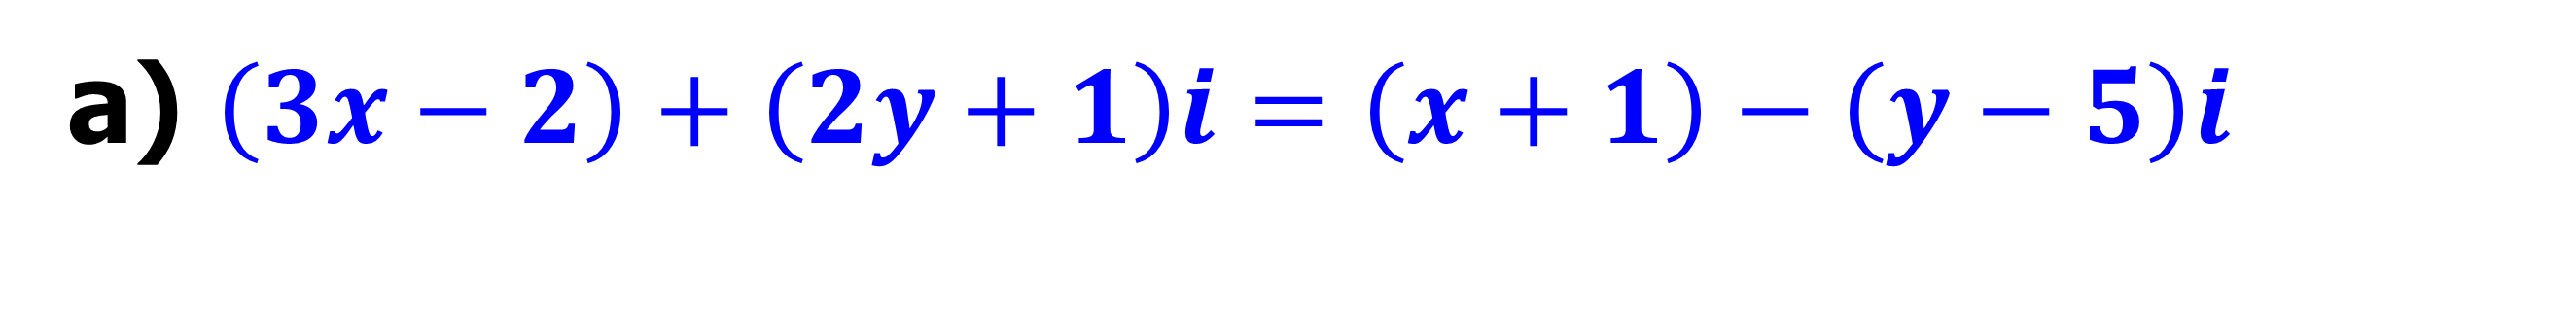 a) (3x − 2) + (2y + 1)i = (x + 1) − (y − 5)i